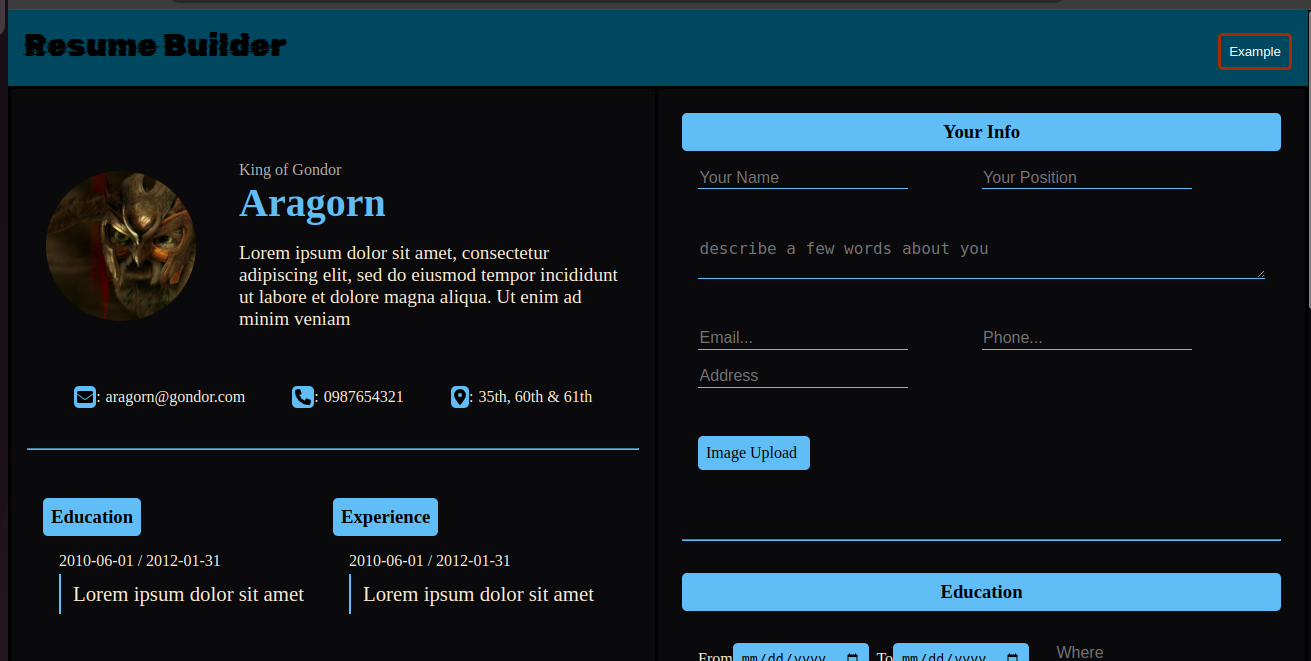 Resume Builder
Example
King of Gondor
Aragorn
Lorem ipsum dolor sit amet, consectetur
adipiscing elit, sed do eiusmod tempor incididunt
ut labore et dolore magna aliqua. Ut enim ad
minim veniam
: aragorn@gondor.com
: 0987654321
: 35th, 60th & 61th
Education
Experience
2010-06-01 / 2012-01-31
2010-06-01 / 2012-01-31
Lorem ipsum dolor sit amet
Lorem ipsum dolor sit amet
Your Info
Your Name
Your Position
describe a few words about you
Email...
Phone...
Address
Image Upload
Education
From mm/dd/yyyy To mm/dd/yyyy
Where